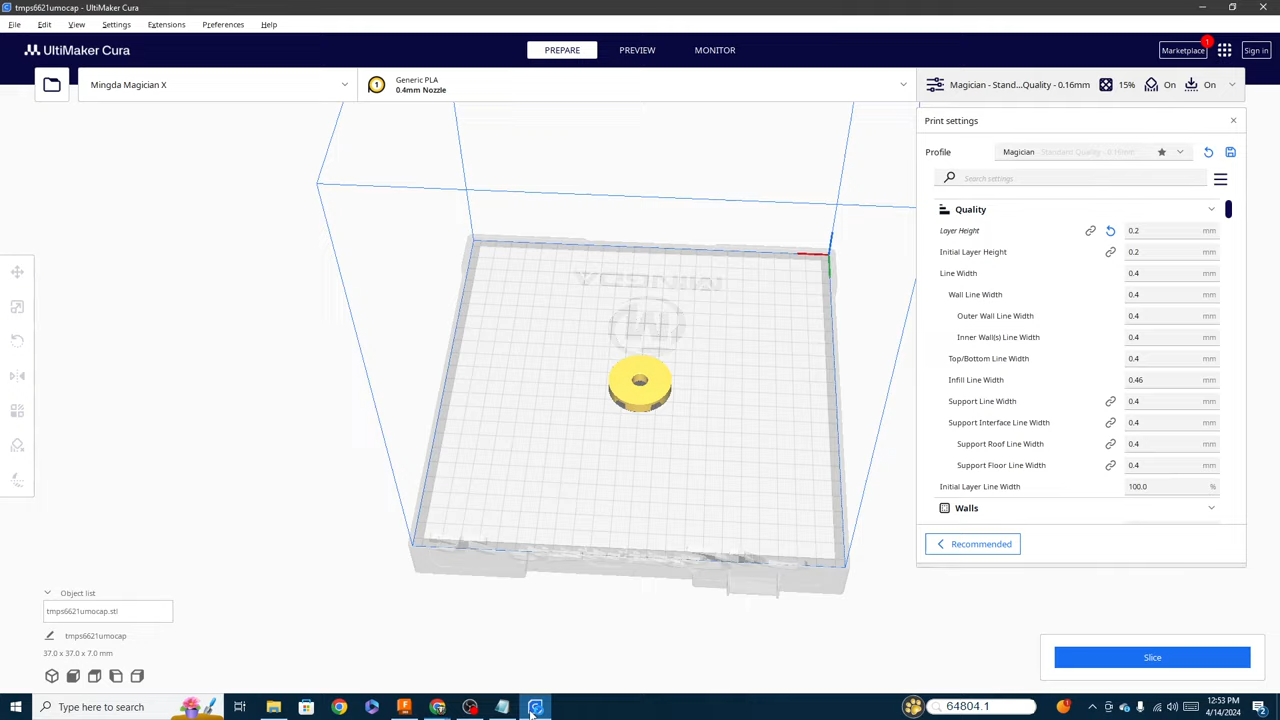 tmps6621umocap - UltiMaker Cura
File Edit View Settings Extensions Preferences Help
UltiMaker Cura
PREPARE PREVIEW MONITOR
Marketplace 1 Sign in
Mingda Magician X
1 Generic PLA
0.4mm Nozzle
Magician - Stand...Quality - 0.16mm 15% On On
Print settings
Profile Magician
Search settings
Quality
Layer Height 0.2 mm
Initial Layer Height 0.2 mm
Line Width 0.4 mm
Wall Line Width 0.4 mm
Outer Wall Line Width 0.4 mm
Inner Wall(s) Line Width 0.4 mm
Top/Bottom Line Width 0.4 mm
Infill Line Width 0.46 mm
Support Line Width 0.4 mm
Support Interface Line Width 0.4 mm
Support Roof Line Width 0.4 mm
Support Floor Line Width 0.4 mm
Initial Layer Line Width 100.0 %
Walls
Recommended
Object list
tmps6621umocap.stl
tmps6621umocap
37.0 x 37.0 x 7.0 mm
Slice
Type here to search
64804.1
12:53 PM
4/14/2024
2